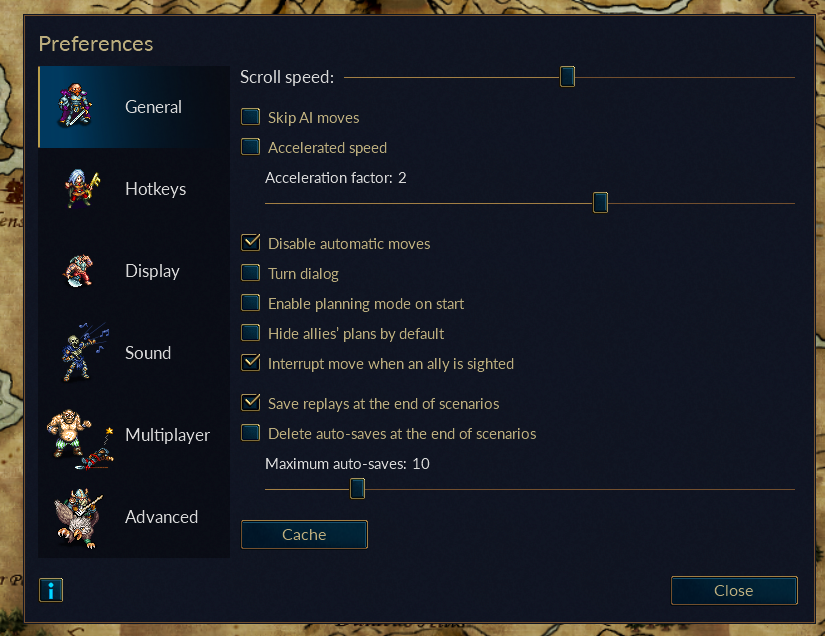 Preferences
General
Hotkeys
Display
Sound
Multiplayer
Advanced
Scroll speed:
Skip AI moves
Accelerated speed
Acceleration factor: 2
Disable automatic moves
Turn dialog
Enable planning mode on start
Hide allies' plans by default
Interrupt move when an ally is sighted
Save replays at the end of scenarios
Delete auto-saves at the end of scenarios
Maximum auto-saves: 10
Cache
Close